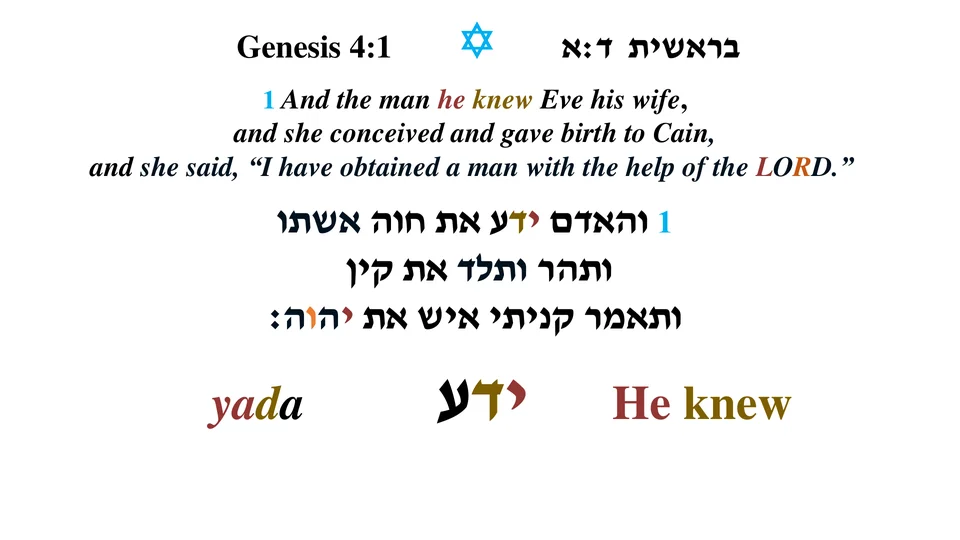 Genesis 4:1 ✡ בראשית ד:א
1 And the man he knew Eve his wife,
and she conceived and gave birth to Cain,
and she said, “I have obtained a man with the help of the LORD.”
1 והאדם ידע את חוה אשתו
ותהר ותלד את קין
ותאמר קניתי איש את יהוה:
yada ידע He knew